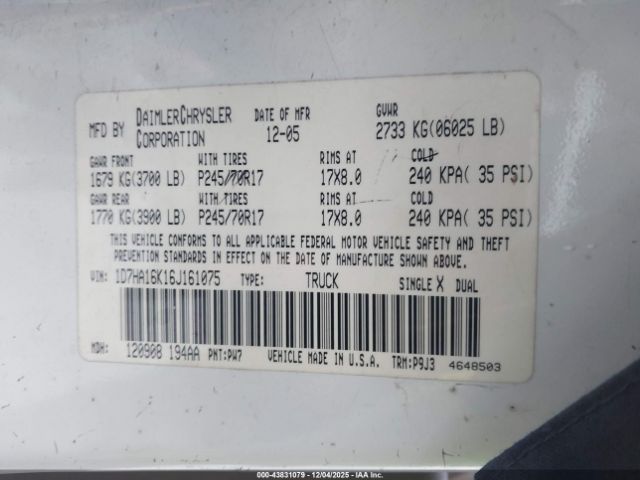 MFD BY DAIMLERCHRYSLER CORPORATION DATE OF MFR 12-05 GVWR 2733 KG(06025 LB)
GAWR FRONT WITH TIRES RIMS AT COLD
1679 KG(3700 LB) P245/70R17 17X8.0 240 KPA( 35 PSI)
GAWR REAR WITH TIRES RIMS AT COLD
1770 KG(3900 LB) P245/70R17 17X8.0 240 KPA( 35 PSI)
THIS VEHICLE CONFORMS TO ALL APPLICABLE FEDERAL MOTOR VEHICLE SAFETY AND THEFT
PREVENTION STANDARDS IN EFFECT ON THE DATE OF MANUFACTURE SHOWN ABOVE.
VIN: 1D7HA16K16J161075 TYPE: TRUCK SINGLE X DUAL
MDH: 120908 194AA PNT:PW7 VEHICLE MADE IN U.S.A. TRM:P9J3 4648503
00-43831079 - 12/04/2025 - IAA Inc.